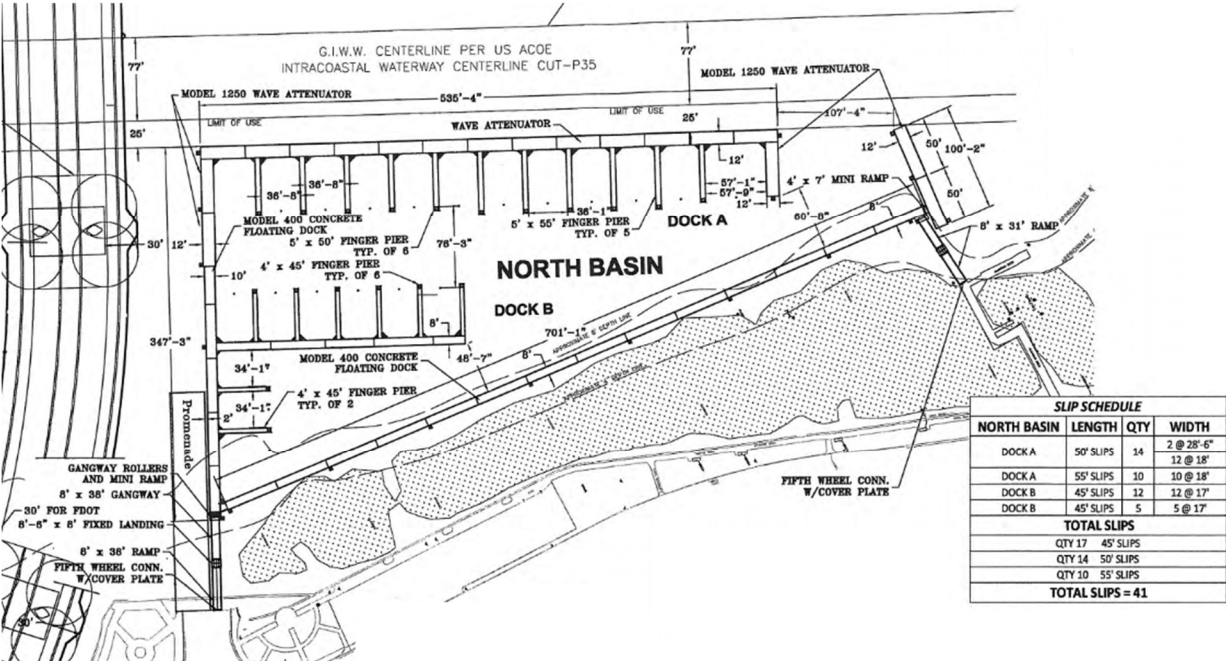 G.I.W.W. CENTERLINE PER US ACOE
INTRACOASTAL WATERWAY CENTERLINE CUT-P35
77'
77'
MODEL 1250 WAVE ATTENUATOR
MODEL 1250 WAVE ATTENUATOR
535'-4"
107'-4"
LIMIT OF USE
LIMIT OF USE
25'
25'
WAVE ATTENUATOR
12'
12'
50'
100'-2"
50'
36'-8"
36'-8"
57'-1"
57'-9"
12'
4' x 7' MINI RAMP
36'-1"
5' x 55' FINGER PIER
TYP. OF 5
DOCK A
60'-8"
8'
8' x 31' RAMP
MODEL 400 CONCRETE
FLOATING DOCK
5' x 50' FINGER PIER
TYP. OF 6
30'
12'
76'-3"
10'
4' x 45' FINGER PIER
TYP. OF 6
NORTH BASIN
DOCK B
8'
701'-1"
APPROXIMATE 6' DEPTH LINE
347'-3"
MODEL 400 CONCRETE
FLOATING DOCK
48'-7"
8'
34'-1"
4' x 45' FINGER PIER
TYP. OF 2
34'-1"
2'
Promenade
GANGWAY ROLLERS
AND MINI RAMP
8' x 38' GANGWAY
30' FOR FDOT
8'-6" x 8' FIXED LANDING
8' x 38' RAMP
FIFTH WHEEL CONN.
W/COVER PLATE
30'
FIFTH WHEEL CONN.
W/COVER PLATE
SLIP SCHEDULE
NORTH BASIN LENGTH QTY WIDTH
DOCK A 50' SLIPS 14 2 @ 28'-6"
12 @ 18'
DOCK A 55' SLIPS 10 10 @ 18'
DOCK B 45' SLIPS 12 12 @ 17'
DOCK B 45' SLIPS 5 5 @ 17'
TOTAL SLIPS
QTY 17 45' SLIPS
QTY 14 50' SLIPS
QTY 10 55' SLIPS
TOTAL SLIPS = 41